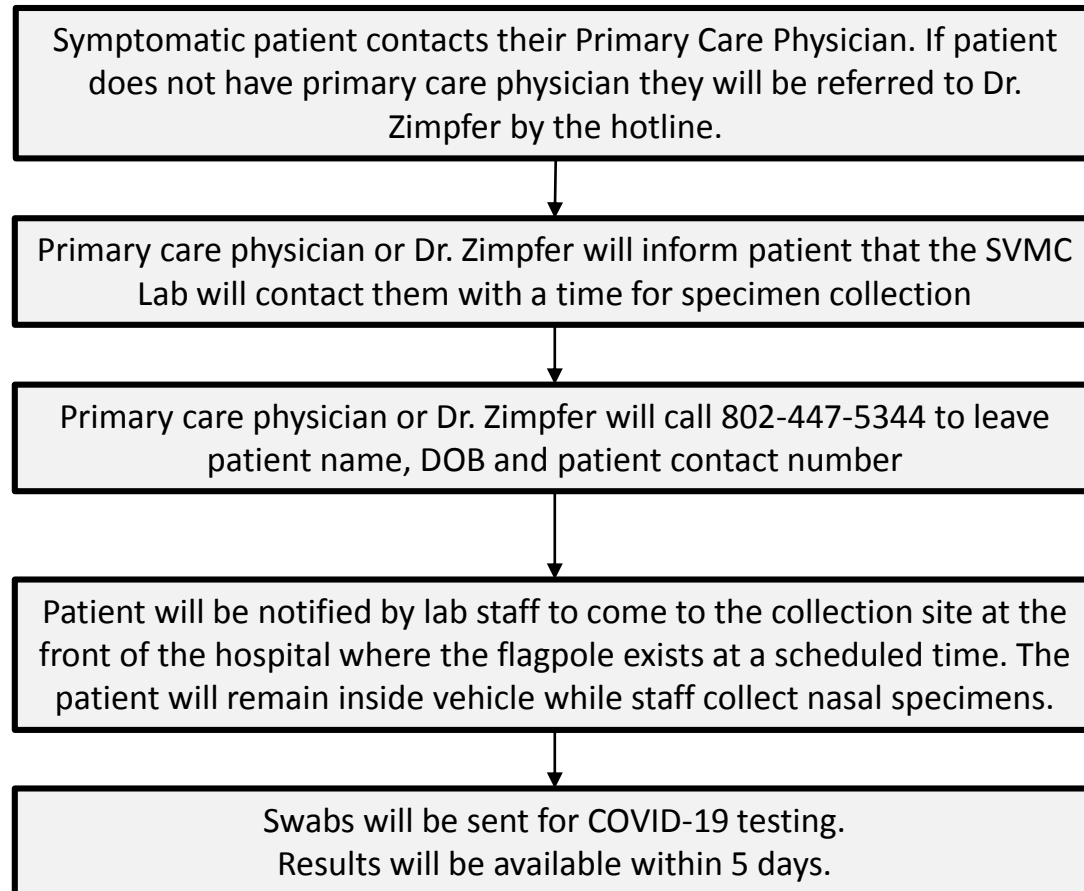 Symptomatic patient contacts their Primary Care Physician. If patient
does not have primary care physician they will be referred to Dr.
Zimpfer by the hotline.
Primary care physician or Dr. Zimpfer will inform patient that the SVMC
Lab will contact them with a time for specimen collection
Primary care physician or Dr. Zimpfer will call 802-447-5344 to leave
patient name, DOB and patient contact number
Patient will be notified by lab staff to come to the collection site at the
front of the hospital where the flagpole exists at a scheduled time. The
patient will remain inside vehicle while staff collect nasal specimens.
Swabs will be sent for COVID-19 testing.
Results will be available within 5 days.